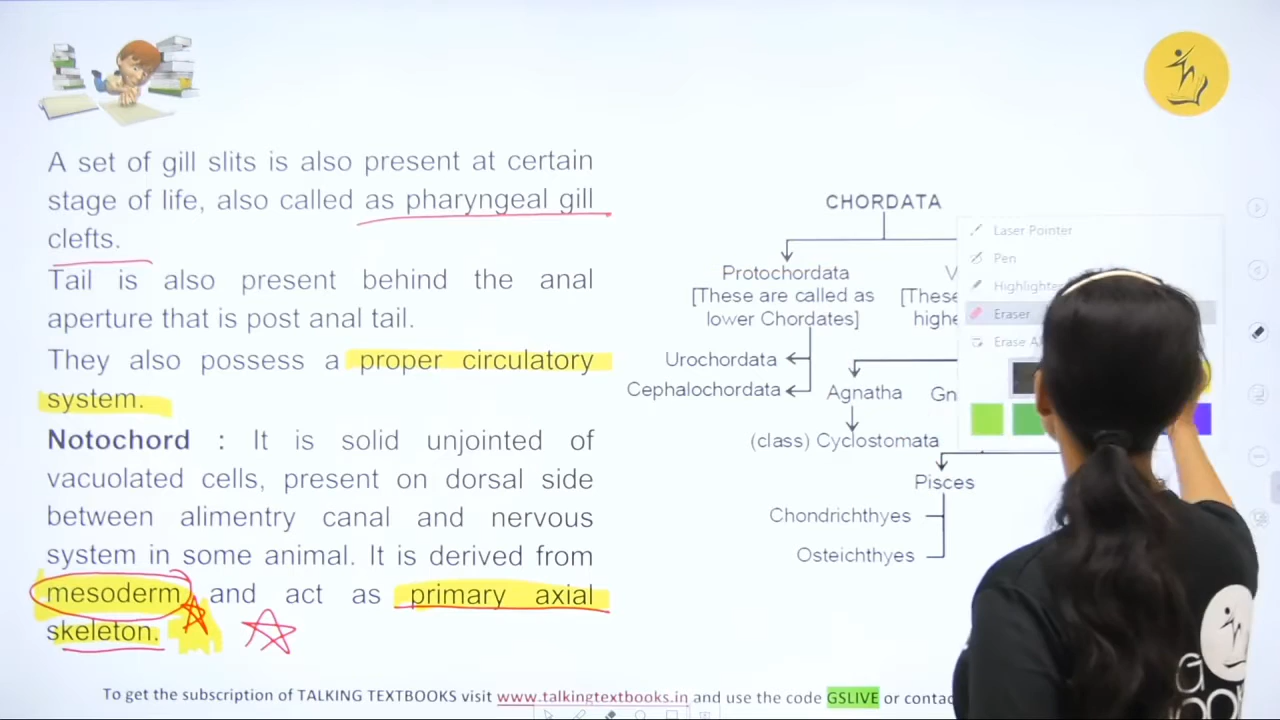 A set of gill slits is also present at certain
stage of life, also called as pharyngeal gill
clefts.
Tail is also present behind the anal
aperture that is post anal tail.
They also possess a proper circulatory
system.
Notochord : It is solid unjointed of
vacuolated cells, present on dorsal side
between alimentry canal and nervous
system in some animal. It is derived from
mesoderm and act as primary axial
skeleton.
CHORDATA
Protochordata
[These are called as
lower Chordates]
Urochordata
Cephalochordata
V
[These
highe
Agnatha
Gn
(class) Cyclostomata
Pisces
Chondrichthyes
Osteichthyes
Laser Pointer
Pen
Highlighter
Eraser
Erase A
To get the subscription of TALKING TEXTBOOKS visit www.talkingtextbooks.in and use the code GSLIVE or contac
G